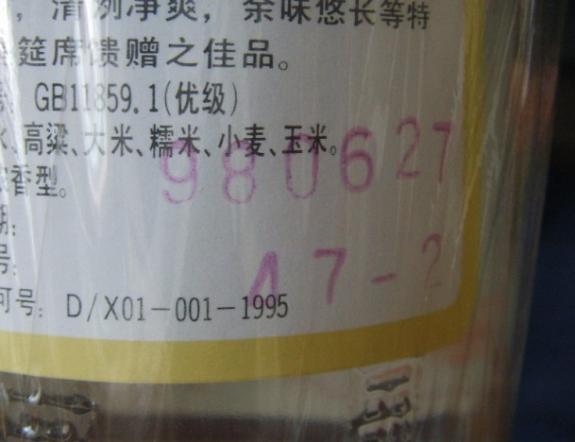 ，清冽净爽，余味悠长等特
筵席馈赠之佳品。
GB11859.1(优级)
、高粱、大米、糯米、小麦、玉米。
香型。
980627
期：
号：
47-2
可号：D/X01-001-1995